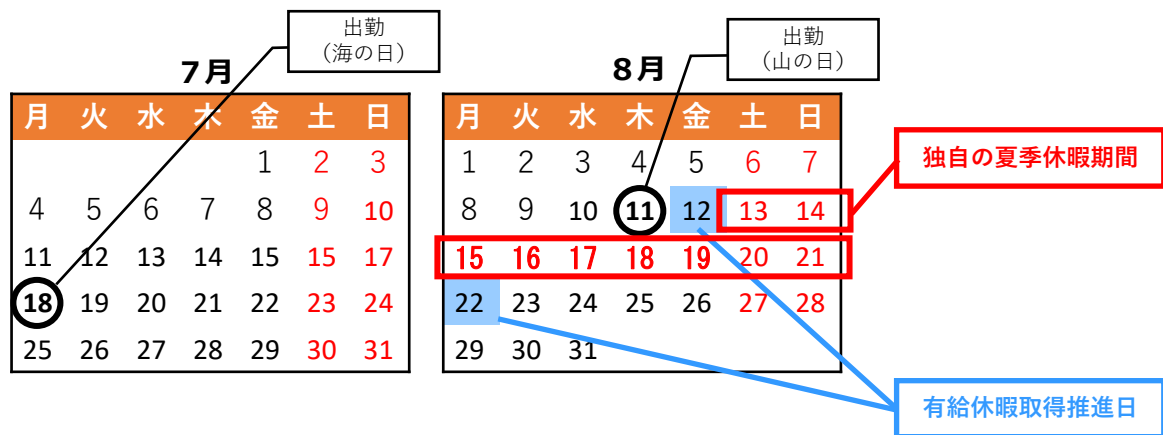 出勤
（海の日）
7月
月 火 水 木 金 土 日
1 2 3
4 5 6 7 8 9 10
11 12 13 14 15 15 17
18 19 20 21 22 23 24
25 26 27 28 29 30 31
出勤
（山の日）
8月
月 火 水 木 金 土 日
1 2 3 4 5 6 7
8 9 10 11 12 13 14
15 16 17 18 19 20 21
22 23 24 25 26 27 28
29 30 31
独自の夏季休暇期間
有給休暇取得推進日